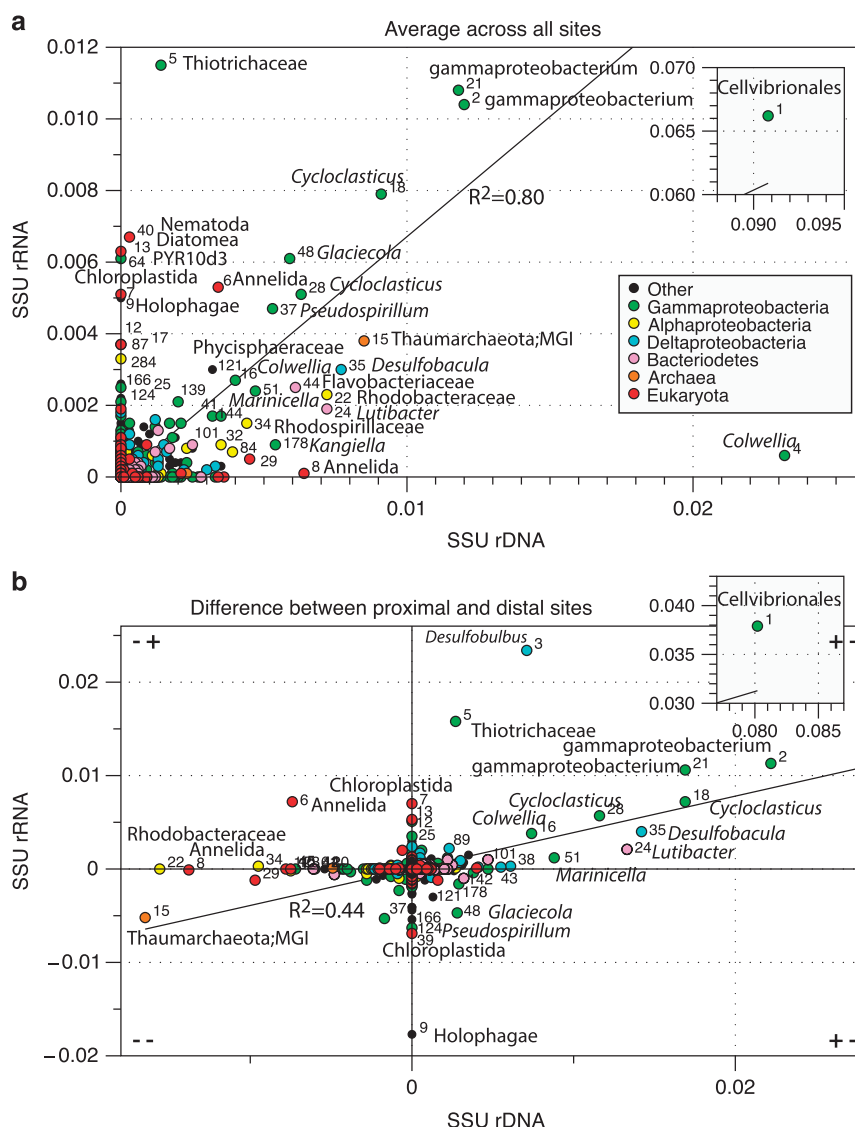 a
Average across all sites
0.012
0.010
0.008
0.006
0.004
0.002
0
SSU rRNA
5 Thiotrichaceae
gammaproteobacterium
21
2 gammaproteobacterium
Cycloclasticus
18
R²=0.80
40 Nematoda
13 Diatomea
64 PYR10d3
Chloroplastida
7
9 Holophagae
48 Glaciecola
6 Annelida
28 Cycloclasticus
37 Pseudospirillum
12
87 17
284
166 25
124
139
Phycisphaeraceae
121
15 Thaumarchaeota;MGI
Colwellia
16
35 Desulfobacula
44 Flavobacteriaceae
51
Marinicella
22 Rhodobacteraceae
24 Lutibacter
41
44
34 Rhodospirillaceae
101
32
84
178 Kangiella
29
8 Annelida
Colwellia
4
0.070
0.065
0.060
Cellvibrionales
1
0.090 0.095
Other
Gammaproteobacteria
Alphaproteobacteria
Deltaproteobacteria
Bacteriodetes
Archaea
Eukaryota
0 0.01 0.02
SSU rDNA
b
Difference between proximal and distal sites
- +
+ -
0.02
0.01
0
−0.01
−0.02
SSU rRNA
Desulfobulbus
3
5
Thiotrichaceae
gammaproteobacterium
2
gammaproteobacterium
21
Chloroplastida
7
6
Annelida
13
12
25
Cycloclasticus
28
18
Cycloclasticus
Colwellia
16
35 Desulfobacula
89
24 Lutibacter
Rhodobacteraceae
Annelida
22
8
34
29
101
38
51
Marinicella
43
142
178
121
15
Thaumarchaeota;MGI
R²=0.44
37
48
Glaciecola
166
124 Pseudospirillum
39
Chloroplastida
9 Holophagae
- -
+ -
0.040
0.035
0.030
Cellvibrionales
1
0.080 0.085
0 0.02
SSU rDNA